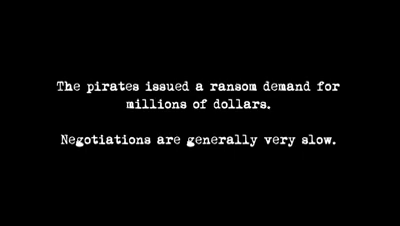 The pirates issued a ransom demand for
millions of dollars.
Negotiations are generally very slow.